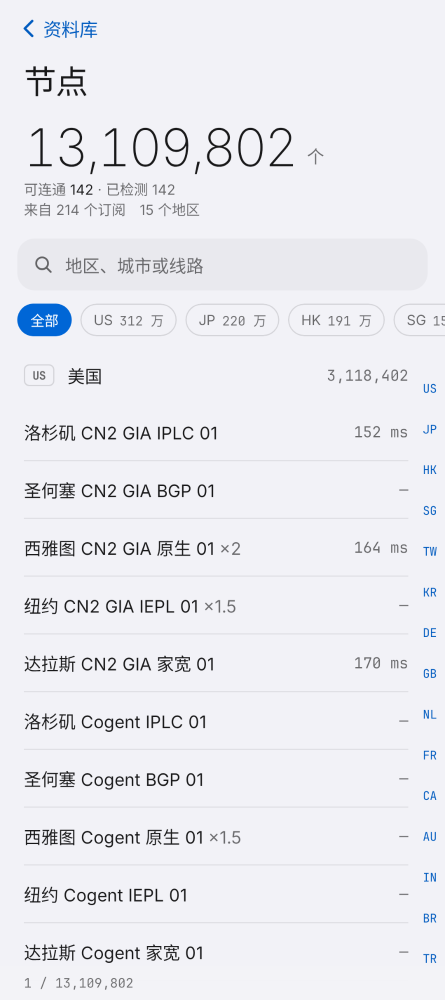 资料库
节点
13,109,802 个
可连通 142 · 已检测 142
来自 214 个订阅 15 个地区
地区、城市或线路
全部 US 312 万 JP 220 万 HK 191 万 SG 15
US 美国 3,118,402
US
洛杉矶 CN2 GIA IPLC 01 152 ms
JP
HK
圣何塞 CN2 GIA BGP 01 –
SG
西雅图 CN2 GIA 原生 01 ×2 164 ms
TW
KR
纽约 CN2 GIA IEPL 01 ×1.5 –
DE
达拉斯 CN2 GIA 家宽 01 170 ms
GB
NL
洛杉矶 Cogent IPLC 01 –
FR
圣何塞 Cogent BGP 01 –
CA
西雅图 Cogent 原生 01 ×1.5 –
AU
IN
纽约 Cogent IEPL 01 –
BR
达拉斯 Cogent 家宽 01 –
TR
1 / 13,109,802